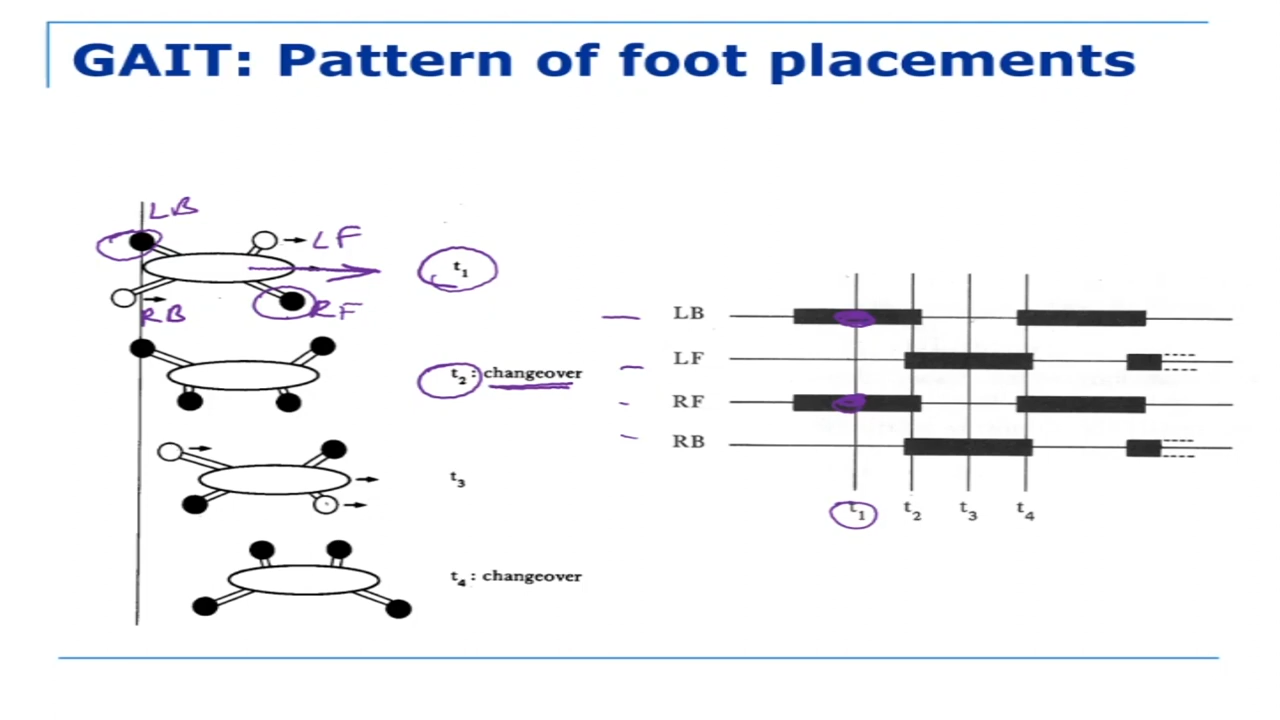 GAIT: Pattern of foot placements
LB
LF
RB
RF
t1
t2: changeover
t3
t4: changeover
LB
LF
RF
RB
t1 t2 t3 t4